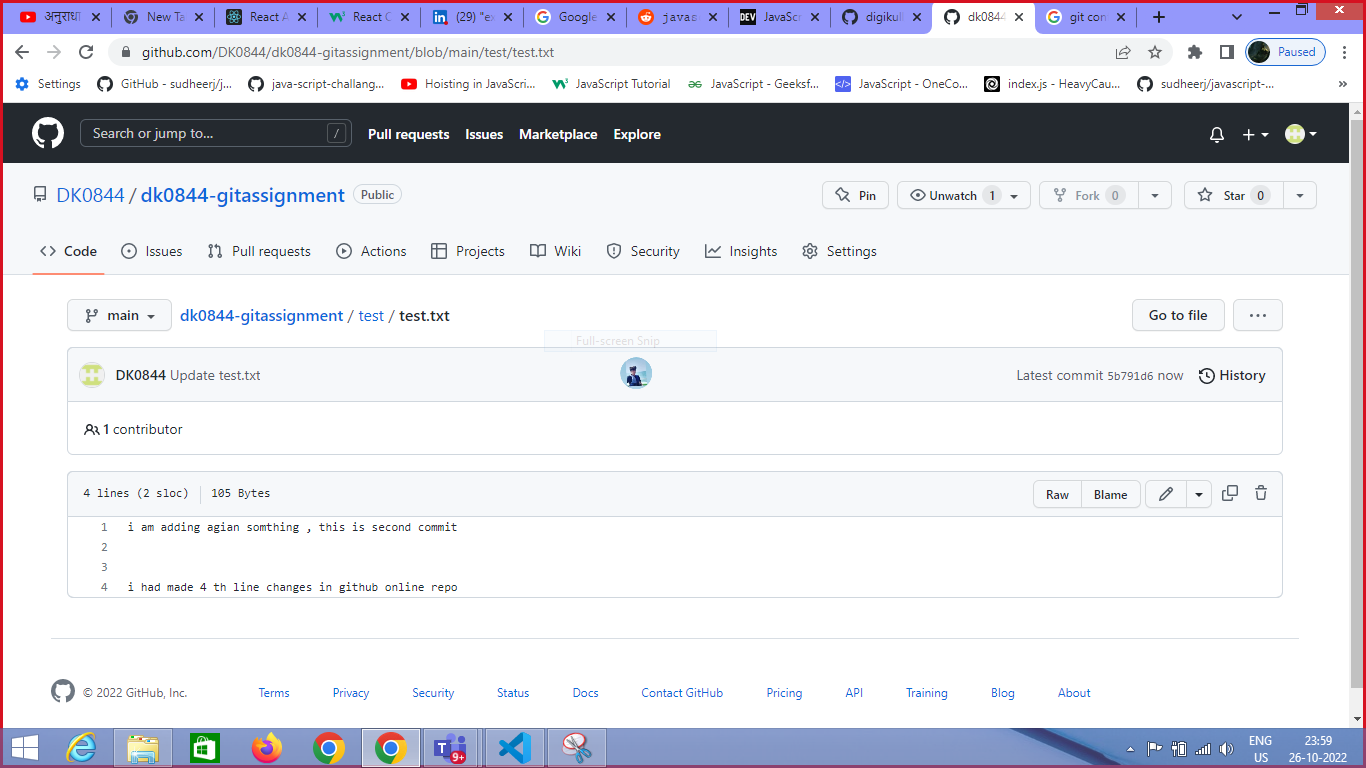 अनुराधा
New Ta
React A
React C
(29) "e
Google
javas
DEV JavaScr
digikull
dk0844
git con
github.com/DK0844/dk0844-gitassignment/blob/main/test/test.txt
Paused
Settings
GitHub - sudheerj/j...
java-script-challang...
Hoisting in JavaScri...
JavaScript Tutorial
JavaScript - Geeksf...
JavaScript - OneCo...
index.js - HeavyCau...
sudheerj/javascript-...
»
Search or jump to... /
Pull requests Issues Marketplace Explore
DK0844 / dk0844-gitassignment Public
Pin
Unwatch 1
Fork 0
Star 0
Code Issues Pull requests Actions Projects Wiki Security Insights Settings
main
dk0844-gitassignment / test / test.txt
Go to file
...
Full-screen Snip
DK0844 Update test.txt
Latest commit 5b791d6 now History
1 contributor
4 lines (2 sloc) 105 Bytes
Raw Blame
1 i am adding agian somthing , this is second commit
2
3
4 i had made 4 th line changes in github online repo
© 2022 GitHub, Inc. Terms Privacy Security Status Docs Contact GitHub Pricing API Training Blog About
9+
ENG
US
23:59
26-10-2022